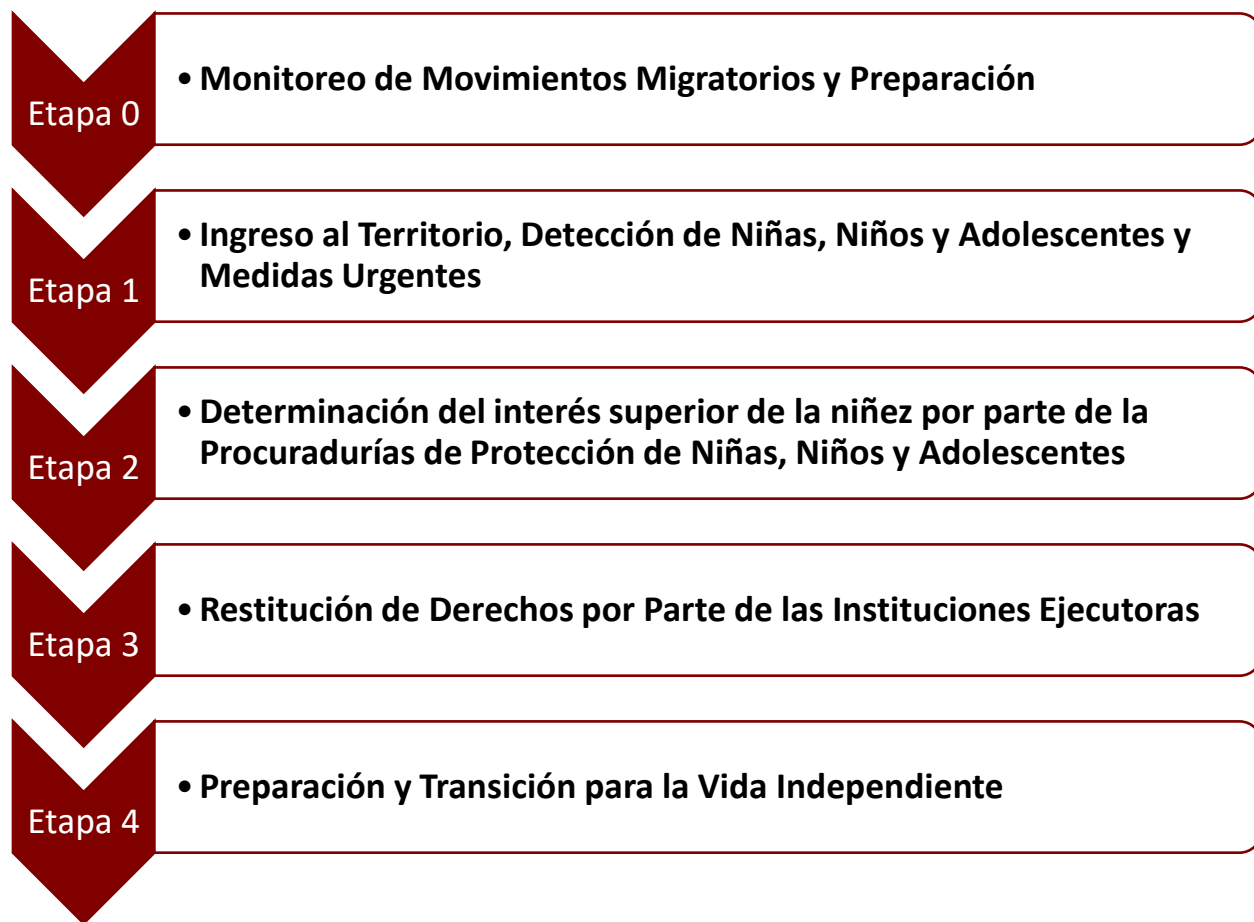 Etapa 0
• Monitoreo de Movimientos Migratorios y Preparación
Etapa 1
• Ingreso al Territorio, Detección de Niñas, Niños y Adolescentes y
Medidas Urgentes
Etapa 2
• Determinación del interés superior de la niñez por parte de la
Procuradurías de Protección de Niñas, Niños y Adolescentes
Etapa 3
• Restitución de Derechos por Parte de las Instituciones Ejecutoras
Etapa 4
• Preparación y Transición para la Vida Independiente